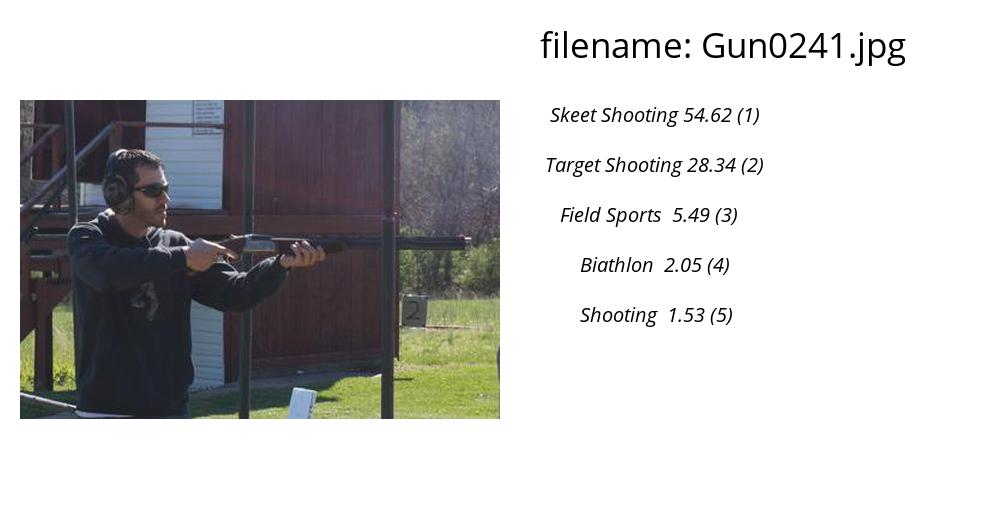 filename: Gun0241.jpg
Skeet Shooting 54.62 (1)
Target Shooting 28.34 (2)
Field Sports 5.49 (3)
Biathlon 2.05 (4)
Shooting 1.53 (5)
2